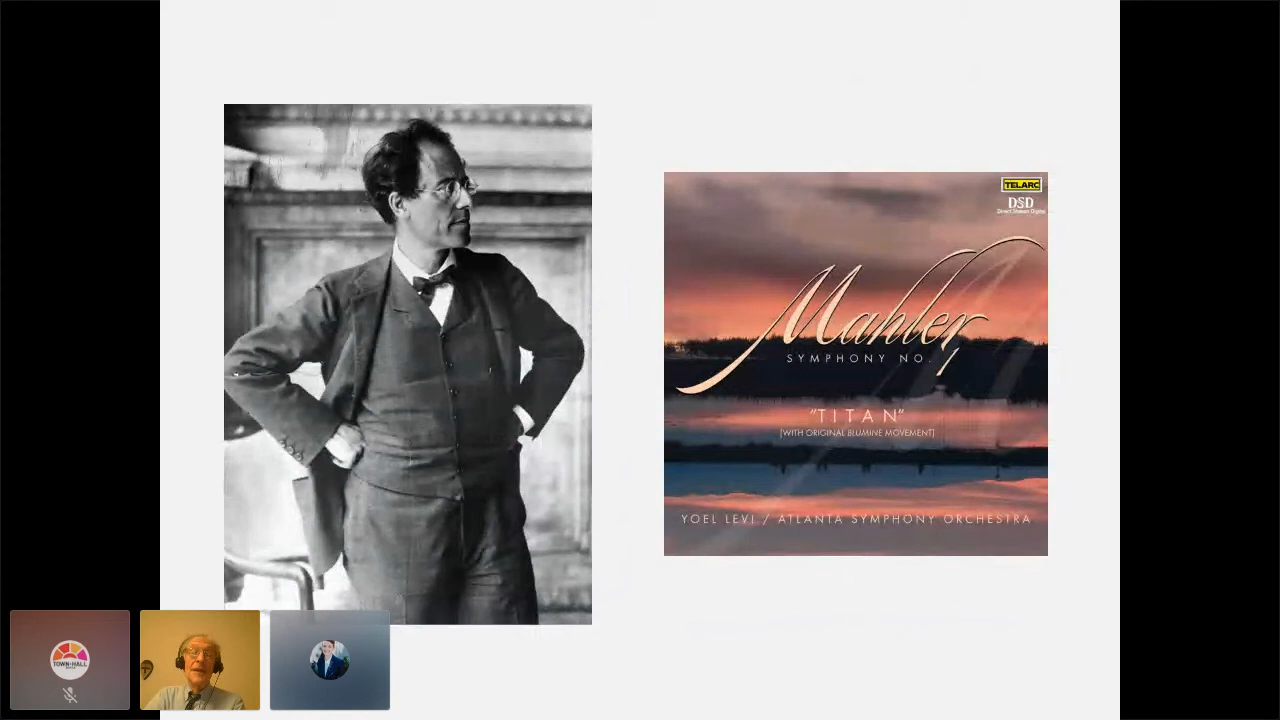 TELARC
DSD
Direct Stream Digital
Mahler
SYMPHONY NO. 1
"TITAN"
[WITH ORIGINAL BLUMINE MOVEMENT]
YOEL LEVI / ATLANTA SYMPHONY ORCHESTRA
TOWN HALL